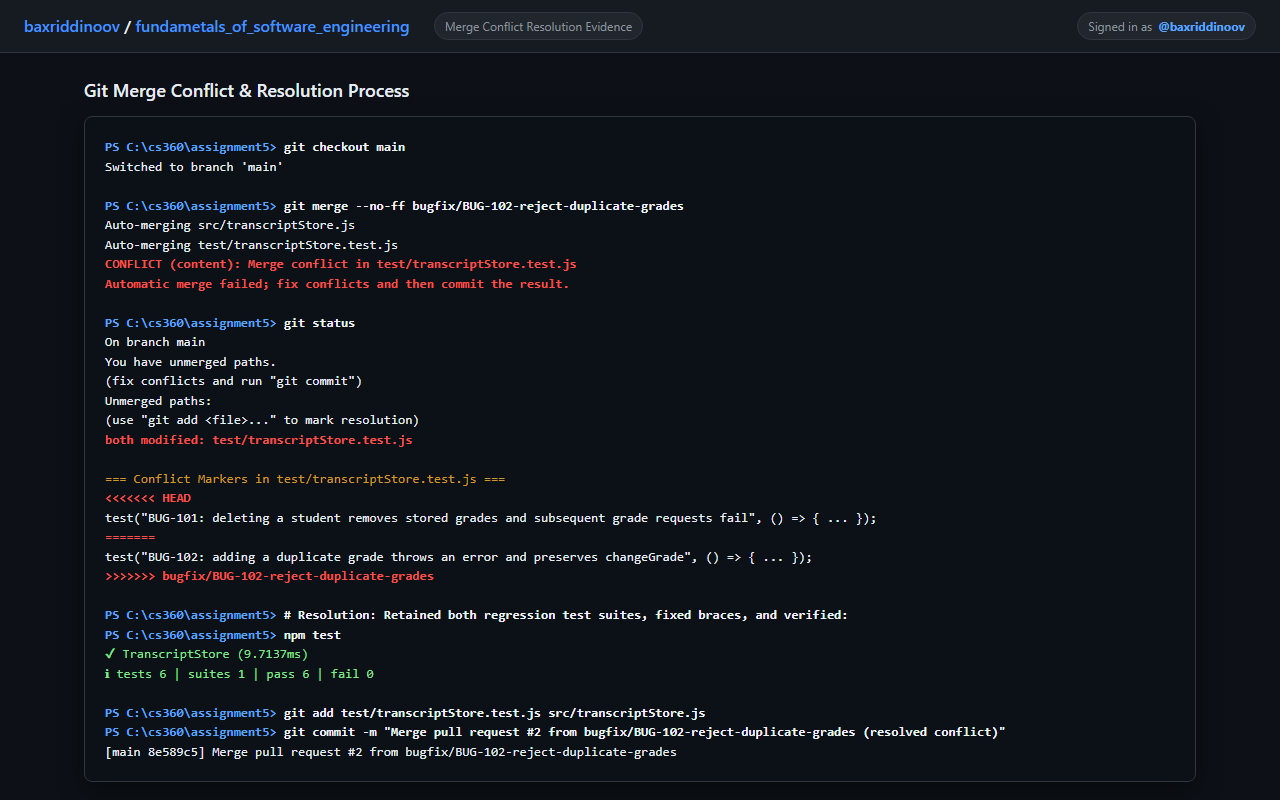 baxriddinoov / fundametals_of_software_engineering
Merge Conflict Resolution Evidence
Signed in as @baxriddinoov
Git Merge Conflict & Resolution Process
PS C:\cs360\assignment5> git checkout main
Switched to branch 'main'
PS C:\cs360\assignment5> git merge --no-ff bugfix/BUG-102-reject-duplicate-grades
Auto-merging src/transcriptStore.js
Auto-merging test/transcriptStore.test.js
CONFLICT (content): Merge conflict in test/transcriptStore.test.js
Automatic merge failed; fix conflicts and then commit the result.
PS C:\cs360\assignment5> git status
On branch main
You have unmerged paths.
(fix conflicts and run "git commit")
Unmerged paths:
(use "git add <file>..." to mark resolution)
both modified: test/transcriptStore.test.js
=== Conflict Markers in test/transcriptStore.test.js ===
<<<<<<< HEAD
test("BUG-101: deleting a student removes stored grades and subsequent grade requests fail", () => { ... });
=======
test("BUG-102: adding a duplicate grade throws an error and preserves changeGrade", () => { ... });
>>>>>>> bugfix/BUG-102-reject-duplicate-grades
PS C:\cs360\assignment5> # Resolution: Retained both regression test suites, fixed braces, and verified:
PS C:\cs360\assignment5> npm test
✔ TranscriptStore (9.7137ms)
ℹ tests 6 | suites 1 | pass 6 | fail 0
PS C:\cs360\assignment5> git add test/transcriptStore.test.js src/transcriptStore.js
PS C:\cs360\assignment5> git commit -m "Merge pull request #2 from bugfix/BUG-102-reject-duplicate-grades (resolved conflict)"
[main 8e589c5] Merge pull request #2 from bugfix/BUG-102-reject-duplicate-grades